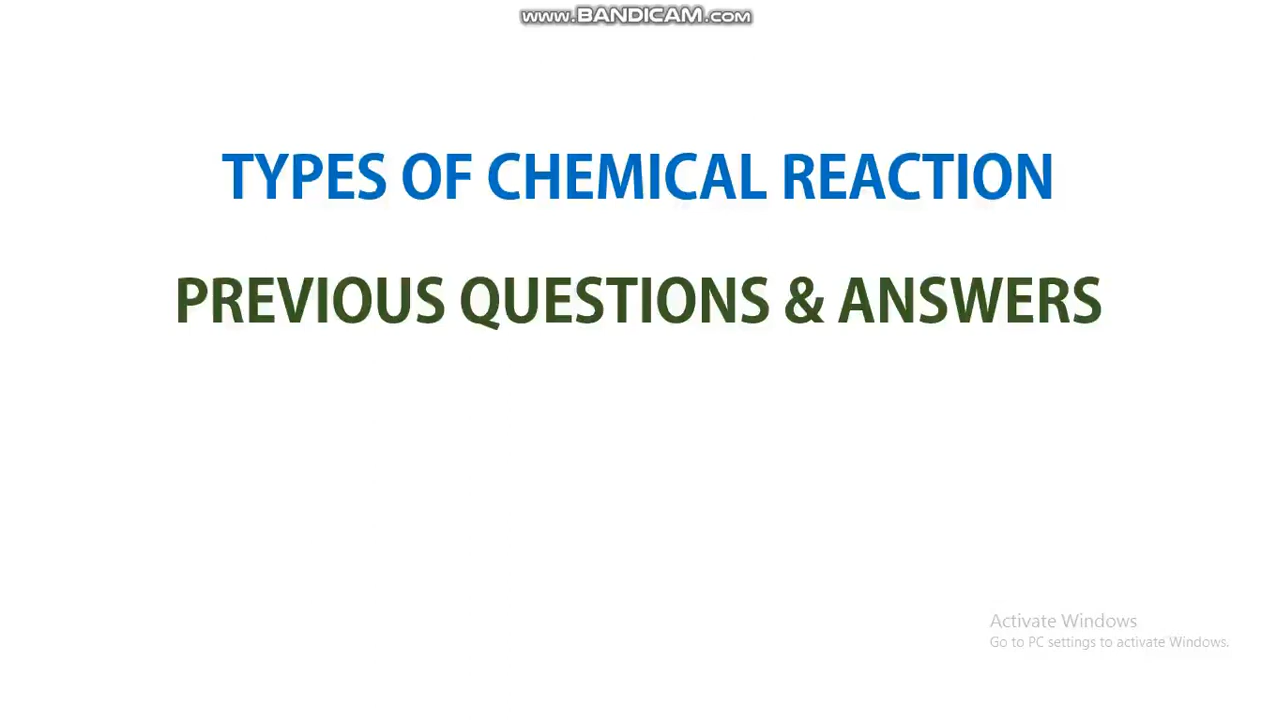 www.BANDICAM.com
TYPES OF CHEMICAL REACTION
PREVIOUS QUESTIONS & ANSWERS
Activate Windows
Go to PC settings to activate Windows.